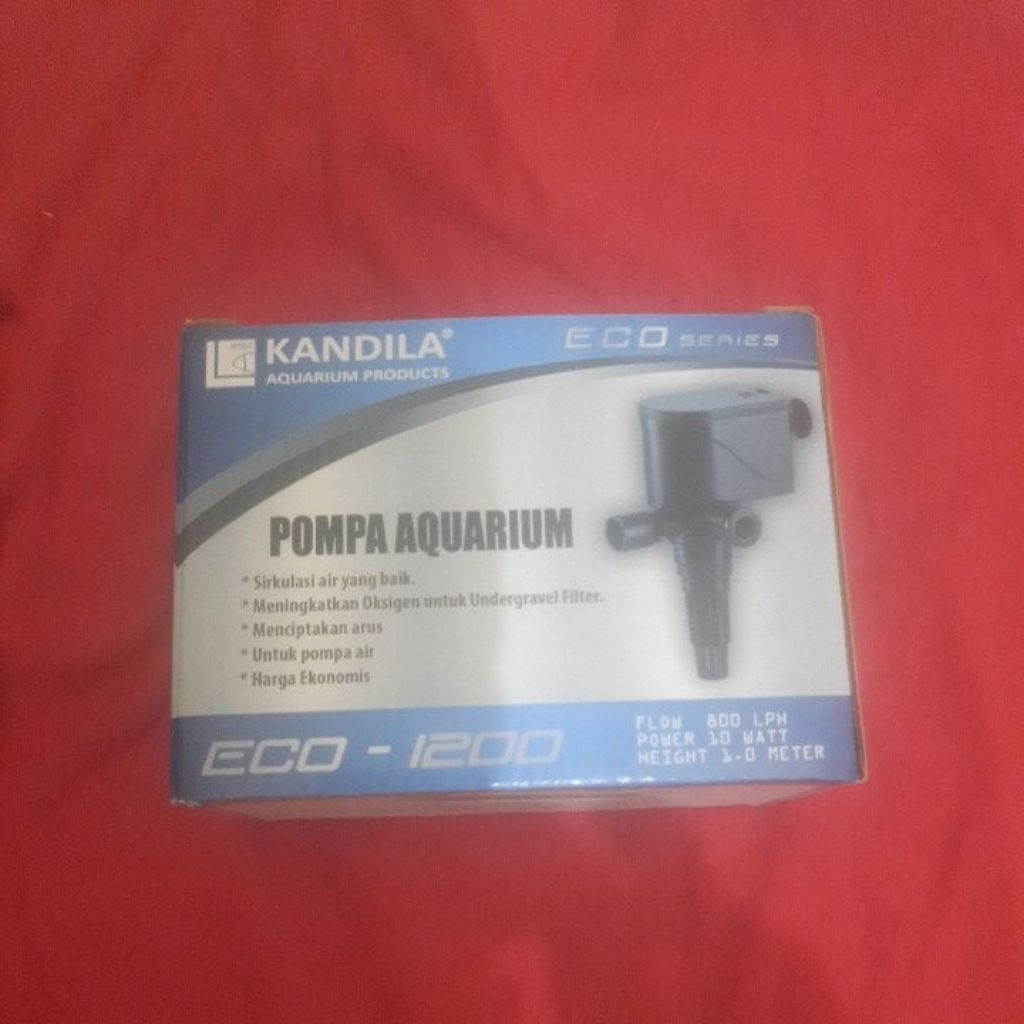 KANDILA®
AQUARIUM PRODUCTS
ECO SERIES
POMPA AQUARIUM
* Sirkulasi air yang baik.
* Meningkatkan Oksigen untuk Undergravel Filter.
* Menciptakan arus
* Untuk pompa air
* Harga Ekonomis
ECO - 1200
FLOW 800 LPH
POWER 10 WATT
HEIGHT 1.0 METER